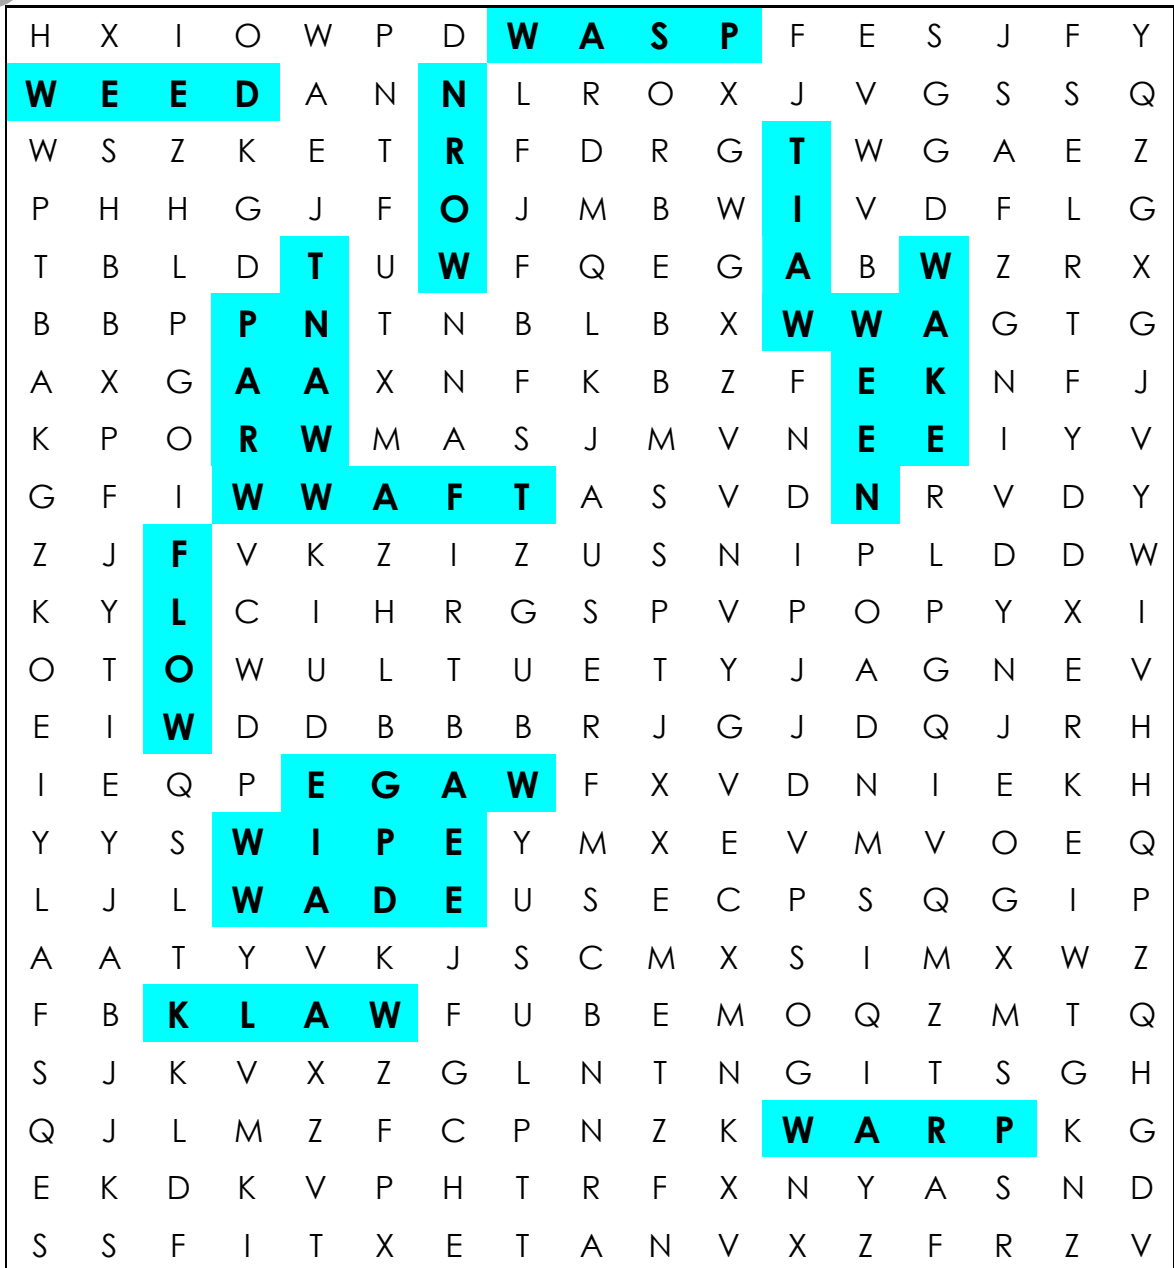 H X I O W P D W A S P F E S J F Y
W E E D A N N L R O X J V G S S Q
W S Z K E T R F D R G T W G A E Z
P H H G J F O J M B W I V D F L G
T B L D T U W F Q E G A B W Z R X
B B P P N T N B L B X W W A G T G
A X G A A X N F K B Z F E K N F J
K P O R W M A S J M V N E E I Y V
G F I W W A F T A S V D N R V D Y
Z J F V K Z I Z U S N I P L D D W
K Y L C I H R G S P V P O P Y X I
O T O W U L T U E T Y J A G N E V
E I W D D B B B R J G J D Q J R H
I E Q P E G A W F X V D N I E K H
Y Y S W I P E Y M X E V M V O E Q
L J L W A D E U S E C P S Q G I P
A A T Y V K J S C M X S I M X W Z
F B K L A W F U B E M O Q Z M T Q
S J K V X Z G L N T N G I T S G H
Q J L M Z F C P N Z K W A R P K G
E K D K V P H T R F X N Y A S N D
S S F I T X E T A N V X Z F R Z V